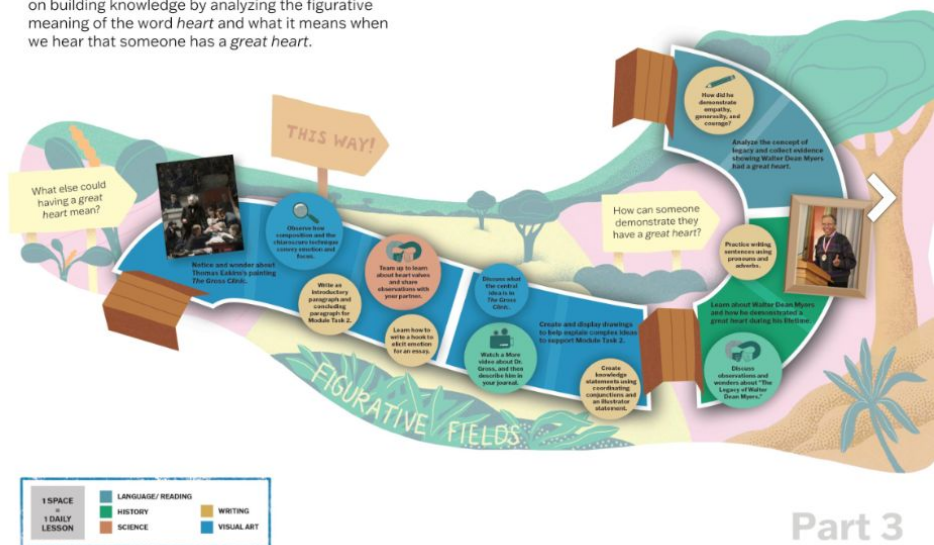 on building knowledge by analyzing the figurative
meaning of the word heart and what it means when
we hear that someone has a great heart.
THIS WAY!
What else could
having a great
heart mean?
Notice and wonder about
Thomas Eakins's painting
The Gross Clinic.
Observe how
composition and the
chiaroscuro technique
convey emotion and
focus.
Write an
introductory
paragraph and
concluding
paragraph for
Module Task 2.
Team up to learn
about heart valves
and share
observations with
your partner.
Learn how to
write a hook to
elicit emotion
for an essay.
Discuss what
the central
idea is in
The Gross
Clinic.
Watch a More
video about Dr.
Gross, and then
describe him in
your journal.
Create and display drawings
to help explain complex ideas
to support Module Task 2.
Create
knowledge
statements using
coordinating
conjunctions and
an illustrator
statement.
FIGURATIVE FIELDS
How can someone
demonstrate they
have a great heart?
Learn about Walter Dean Myers
and how he demonstrated a
great heart during his lifetime.
Discuss
observations and
wonders about "The
Legacy of Walter
Dean Myers."
Practice writing
sentences using
pronouns and
adverbs.
Analyze the concept of
legacy and collect evidence
showing Walter Dean Myers
had a great heart.
How did he
demonstrate
empathy,
generosity, and
courage?
1 SPACE
=
1 DAILY
LESSON
LANGUAGE/ READING
HISTORY
SCIENCE
WRITING
VISUAL ART
Part 3